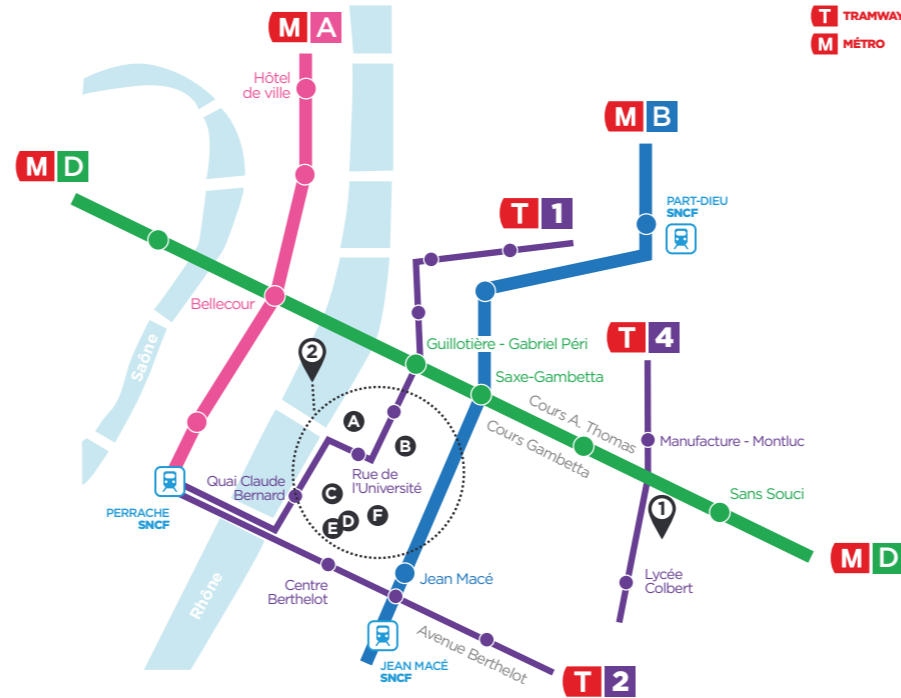 M A
T TRAMWAY
M MÉTRO
Hôtel
de ville
M B
M D
T 1
PART-DIEU
SNCF
Bellecour
Saône
2
Guillotière - Gabriel Péri
T 4
Saxe-Gambetta
A
Cours A. Thomas
Cours Gambetta
B
Manufacture - Montluc
Quai Claude
Bernard
Rue de
l'Université
Sans Souci
C
PERRACHE
SNCF
E
D
F
1
M D
Rhône
Centre
Berthelot
Jean Macé
Lycée
Colbert
Avenue Berthelot
JEAN MACÉ
SNCF
T 2